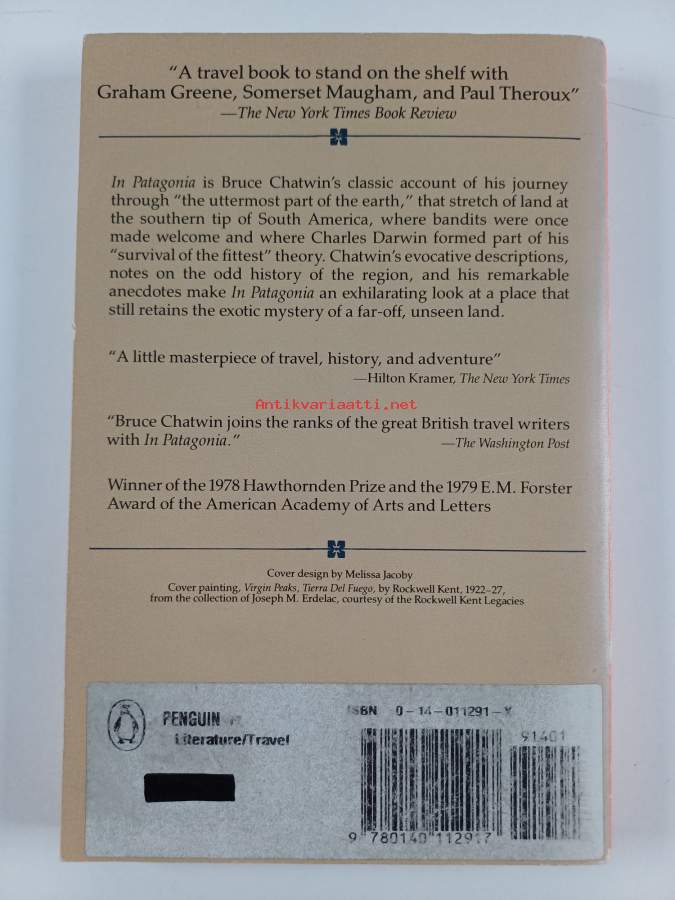 “A travel book to stand on the shelf with
Graham Greene, Somerset Maugham, and Paul Theroux”
—The New York Times Book Review
In Patagonia is Bruce Chatwin’s classic account of his journey
through “the uttermost part of the earth,” that stretch of land at
the southern tip of South America, where bandits were once
made welcome and where Charles Darwin formed part of his
“survival of the fittest” theory. Chatwin’s evocative descriptions,
notes on the odd history of the region, and his remarkable
anecdotes make In Patagonia an exhilarating look at a place that
still retains the exotic mystery of a far-off, unseen land.
“A little masterpiece of travel, history, and adventure”
—Hilton Kramer, The New York Times
Antikvariaatti.net
“Bruce Chatwin joins the ranks of the great British travel writers
with In Patagonia.” —The Washington Post
Winner of the 1978 Hawthornden Prize and the 1979 E.M. Forster
Award of the American Academy of Arts and Letters
Cover design by Melissa Jacoby
Cover painting, Virgin Peaks, Tierra Del Fuego, by Rockwell Kent, 1922–27,
from the collection of Joseph M. Erdelac, courtesy of the Rockwell Kent Legacies
PENGUIN
Literature/Travel
ISBN 0-14-011291-X
91401
9 780140 112917